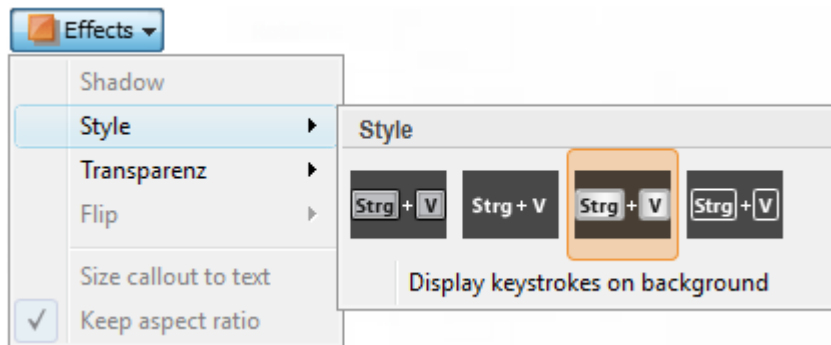 Effects
Shadow
Style
Transparenz
Flip
Size callout to text
Keep aspect ratio
Style
Strg + V Strg + V Strg + V Strg + V
Display keystrokes on background